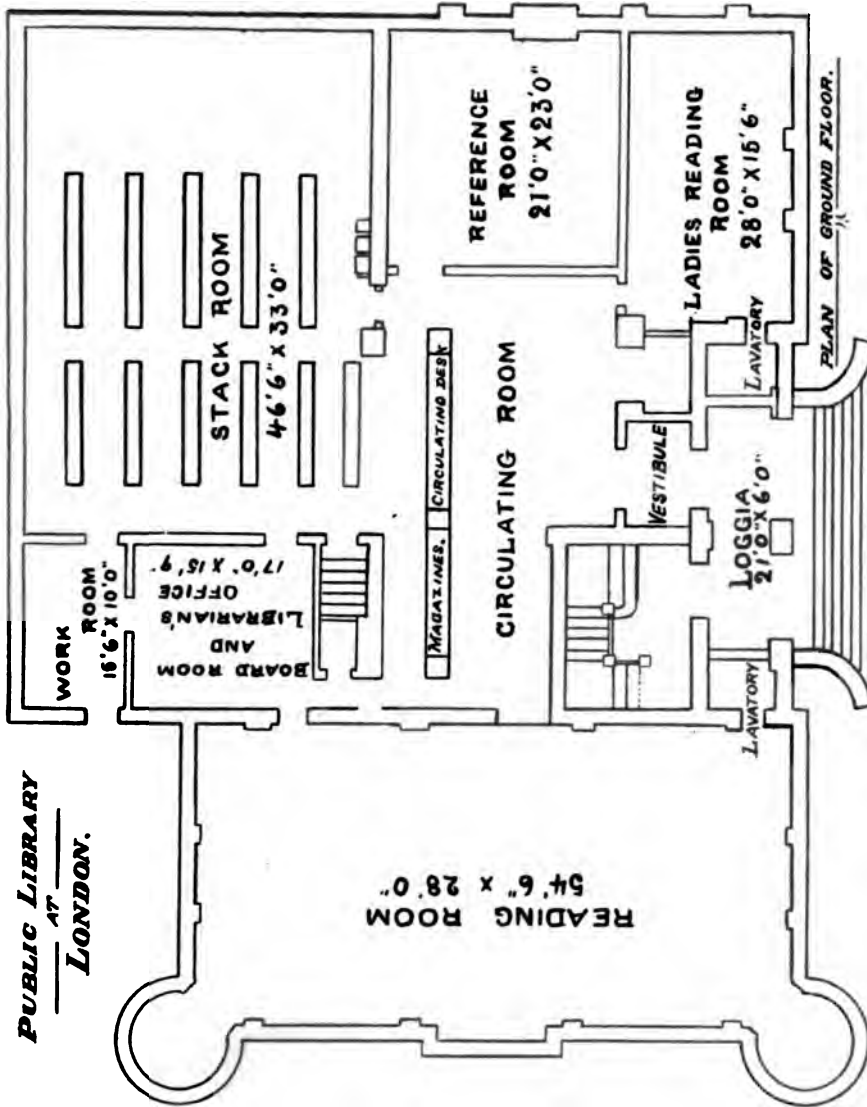 PUBLIC LIBRARY
AT
LONDON.
WORK
ROOM
15'6" X 10'0"
BOARD ROOM
AND
LIBRARIAN'S
OFFICE
17'0" X 15'9"
STACK ROOM
46'6" X 33'0"
REFERENCE
ROOM
21'0" X 23'0"
MAGAZINES.
CIRCULATING DESK
CIRCULATING ROOM
LADIES READING
ROOM
28'0" X 15'6"
READING ROOM
54'6" X 28'0"
VESTIBULE
LAVATORY
LOGGIA
21'0" X 6'0"
LAVATORY
PLAN OF GROUND FLOOR.